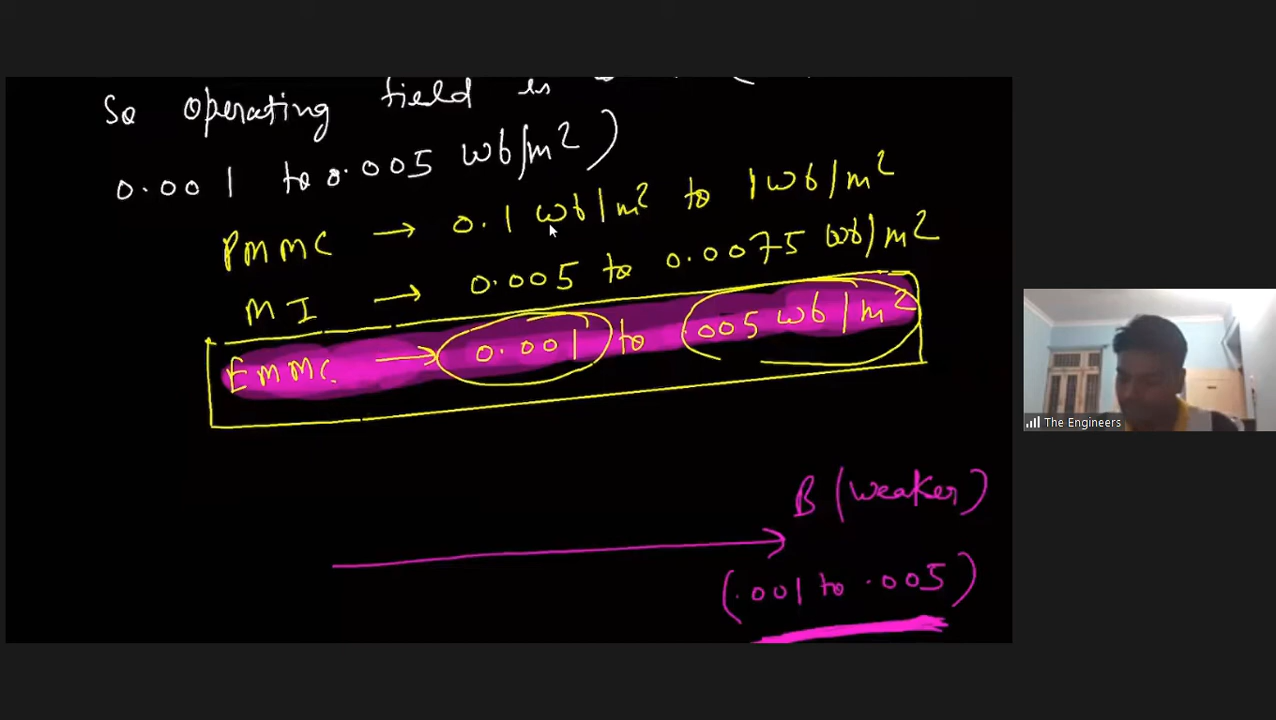 So operating field is
0.001 to 0.005 wb/m²)
PMMC → 0.1 wb/m² to 1wb/m²
MI → 0.005 to 0.0075 wb/m²
EMMC → 0.001 to .005 wb/m²
B (weaker)
(.001 to .005)
The Engineers